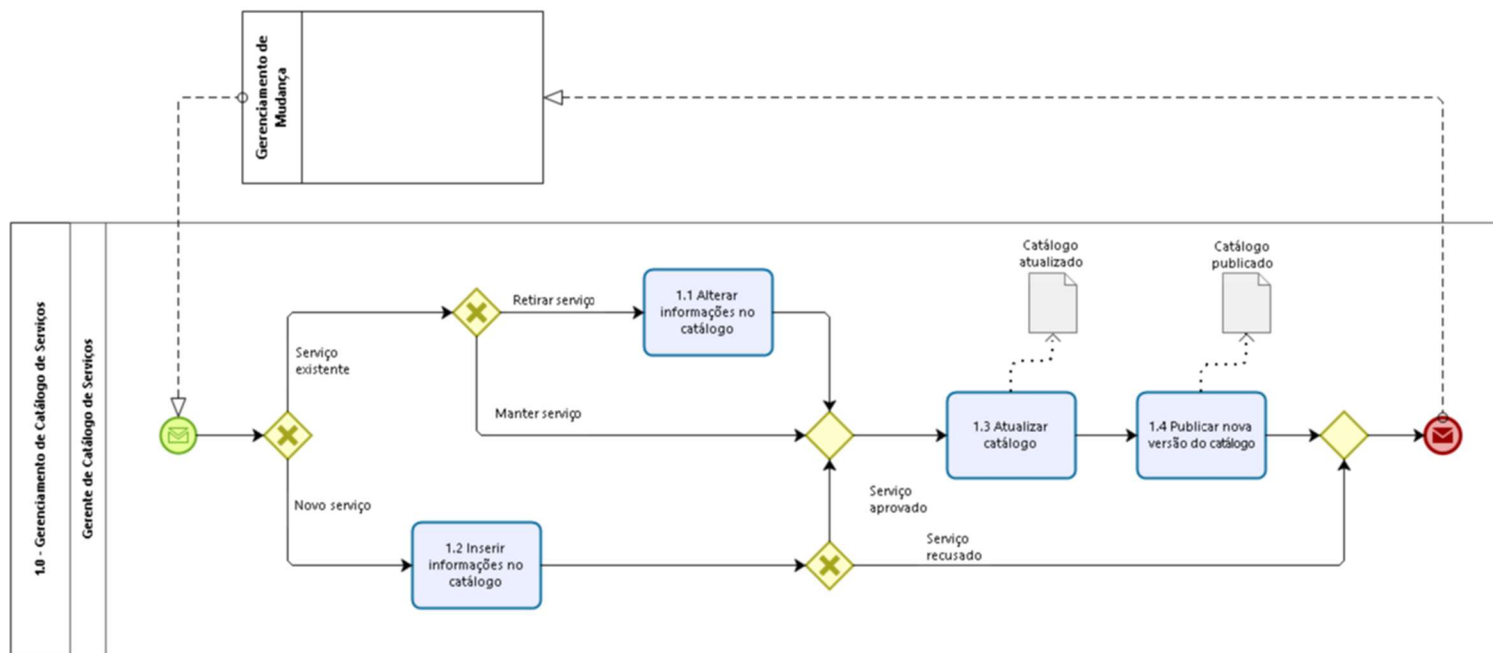 Gerenciamento de
Mudança
1.0 - Gerenciamento de Catálogo de Serviços
Gerente de Catálogo de Serviços
Serviço
existente
Novo serviço
Retirar serviço
Manter serviço
1.1 Alterar
informações no
catálogo
1.2 Inserir
informações no
catálogo
Serviço
aprovado
Serviço
recusado
Catálogo
atualizado
1.3 Atualizar
catálogo
Catálogo
publicado
1.4 Publicar nova
versão do catálogo